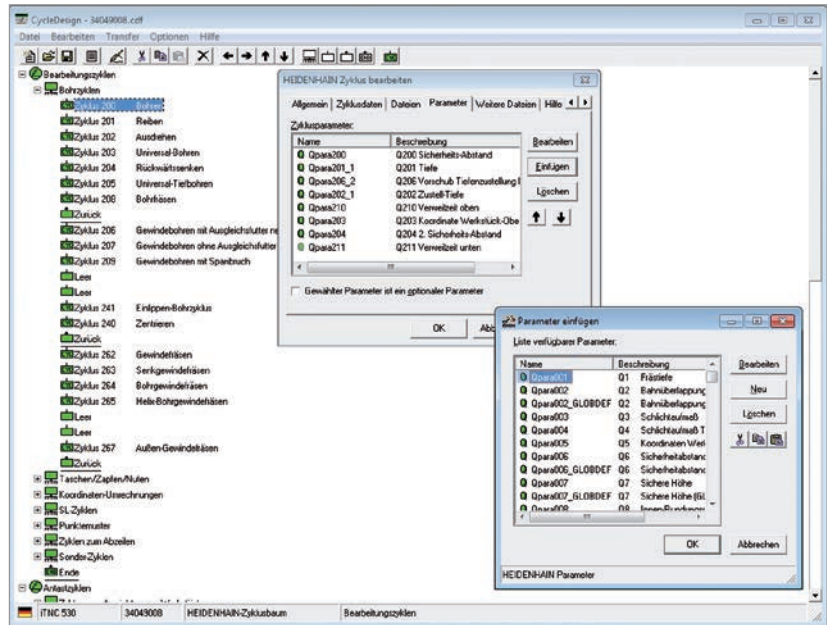 CycleDesign - 34049008.cdf
Datei Bearbeiten Transfer Optionen Hilfe
Bearbeitungszyklen
Bohrzyklen
Zyklus 200 Bohren
Zyklus 201 Reiben
Zyklus 202 Ausdrehen
Zyklus 203 Universal-Bohren
Zyklus 204 Rückwärtssenken
Zyklus 205 Universal-Tiefbohren
Zyklus 208 Bohrfräsen
Zurück
Zyklus 206 Gewindebohren mit Ausgleichsfutter ne
Zyklus 207 Gewindebohren ohne Ausgleichsfutter
Zyklus 209 Gewindebohren mit Spanbruch
Leer
Leer
Zyklus 241 Einlippen-Bohrzyklus
Zyklus 240 Zentrieren
Zurück
Zyklus 262 Gewindefräsen
Zyklus 263 Senkgewindefräsen
Zyklus 264 Bohrgewindefräsen
Zyklus 265 Helix-Bohrgewindefräsen
Leer
Leer
Zyklus 267 Außen-Gewindefräsen
Zurück
Taschen/Zapfen/Nuten
Koordinaten-Umrechnungen
SL-Zyklen
Punktemuster
Zyklen zum Abzeilen
Sonder-Zyklen
Ende
Antastzyklen
HEIDENHAIN Zyklus bearbeiten
Allgemein Zyklusdaten Dateien Parameter Weitere Dateien Hilfe
Zyklusparameter:
Name Beschreibung
Qpara200 Q200 Sicherheits-Abstand
Qpara201_1 Q201 Tiefe
Qpara206_2 Q206 Vorschub Tiefenzustellung
Qpara202_1 Q202 Zustell-Tiefe
Qpara210 Q210 Verweilzeit oben
Qpara203 Q203 Koordinate Werkstück-Obe
Qpara204 Q204 2. Sicherheits-Abstand
Qpara211 Q211 Verweilzeit unten
Bearbeiten
Einfügen
Löschen
Gewählter Parameter ist ein optionaler Parameter
OK Abb
Parameter einfügen
Liste verfügbarer Parameter:
Name Beschreibung
Qpara001 Q1 Frästiefe
Qpara002 Q2 Bahnüberlappung
Qpara002_GLOBDEF Q2 Bahnüberlappung
Qpara003 Q3 Schlichtaufmaß
Qpara004 Q4 Schlichtaufmaß T
Qpara005 Q5 Koordinaten Werk
Qpara006 Q6 Sicherheitsabstand
Qpara006_GLOBDEF Q6 Sicherheitsabstand
Qpara007 Q7 Sichere Höhe
Qpara007_GLOBDEF Q7 Sichere Höhe (GL
Qpara008 Q8 Innen-Rundungsr
Bearbeiten
Neu
Löschen
OK Abbrechen
HEIDENHAIN Parameter
iTNC 530 34049008 HEIDENHAIN-Zyklusbaum Bearbeitungszyklen